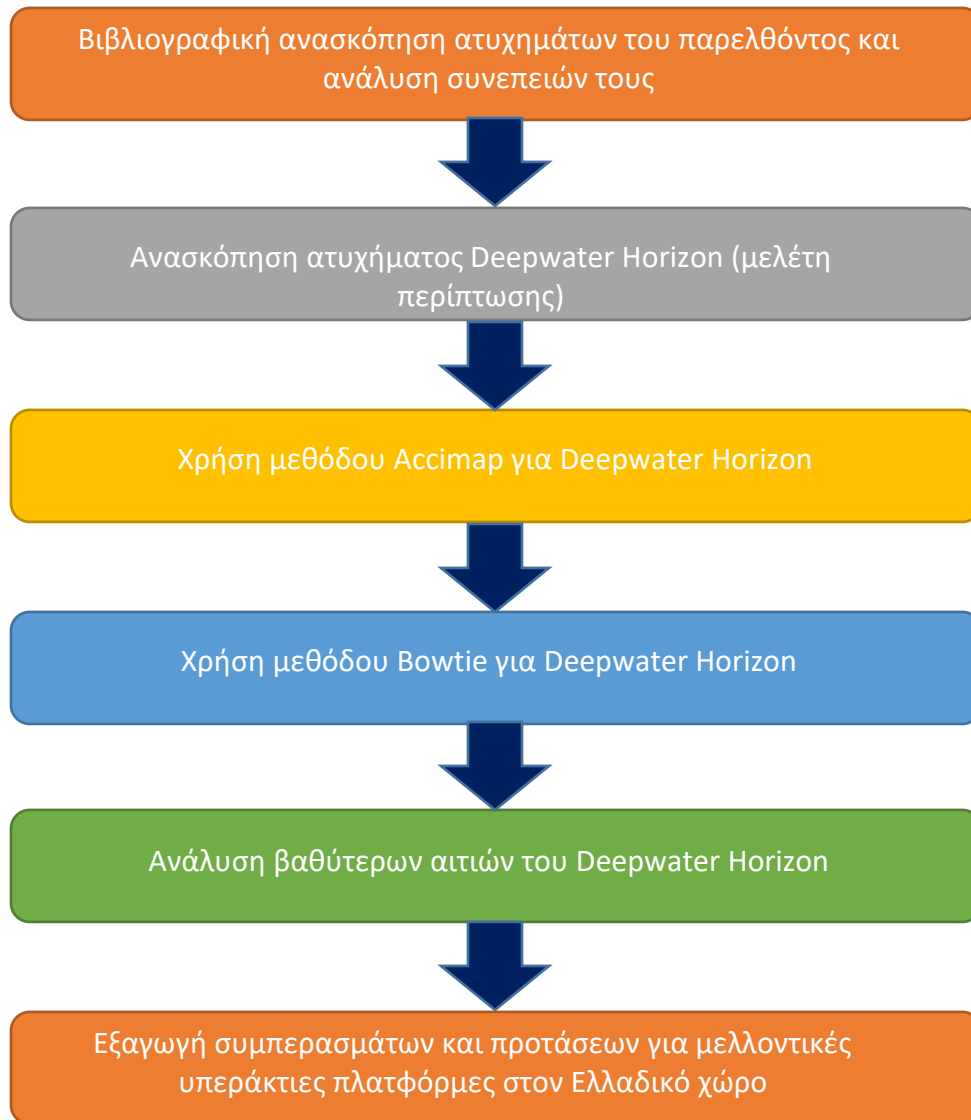 Βιβλιογραφική ανασκόπηση ατυχημάτων του παρελθόντος και
ανάλυση συνεπειών τους
Ανασκόπηση ατυχήματος Deepwater Horizon (μελέτη
περίπτωσης)
Χρήση μεθόδου Accimap για Deepwater Horizon
Χρήση μεθόδου Bowtie για Deepwater Horizon
Ανάλυση βαθύτερων αιτιών του Deepwater Horizon
Εξαγωγή συμπερασμάτων και προτάσεων για μελλοντικές
υπεράκτιες πλατφόρμες στον Ελλαδικό χώρο